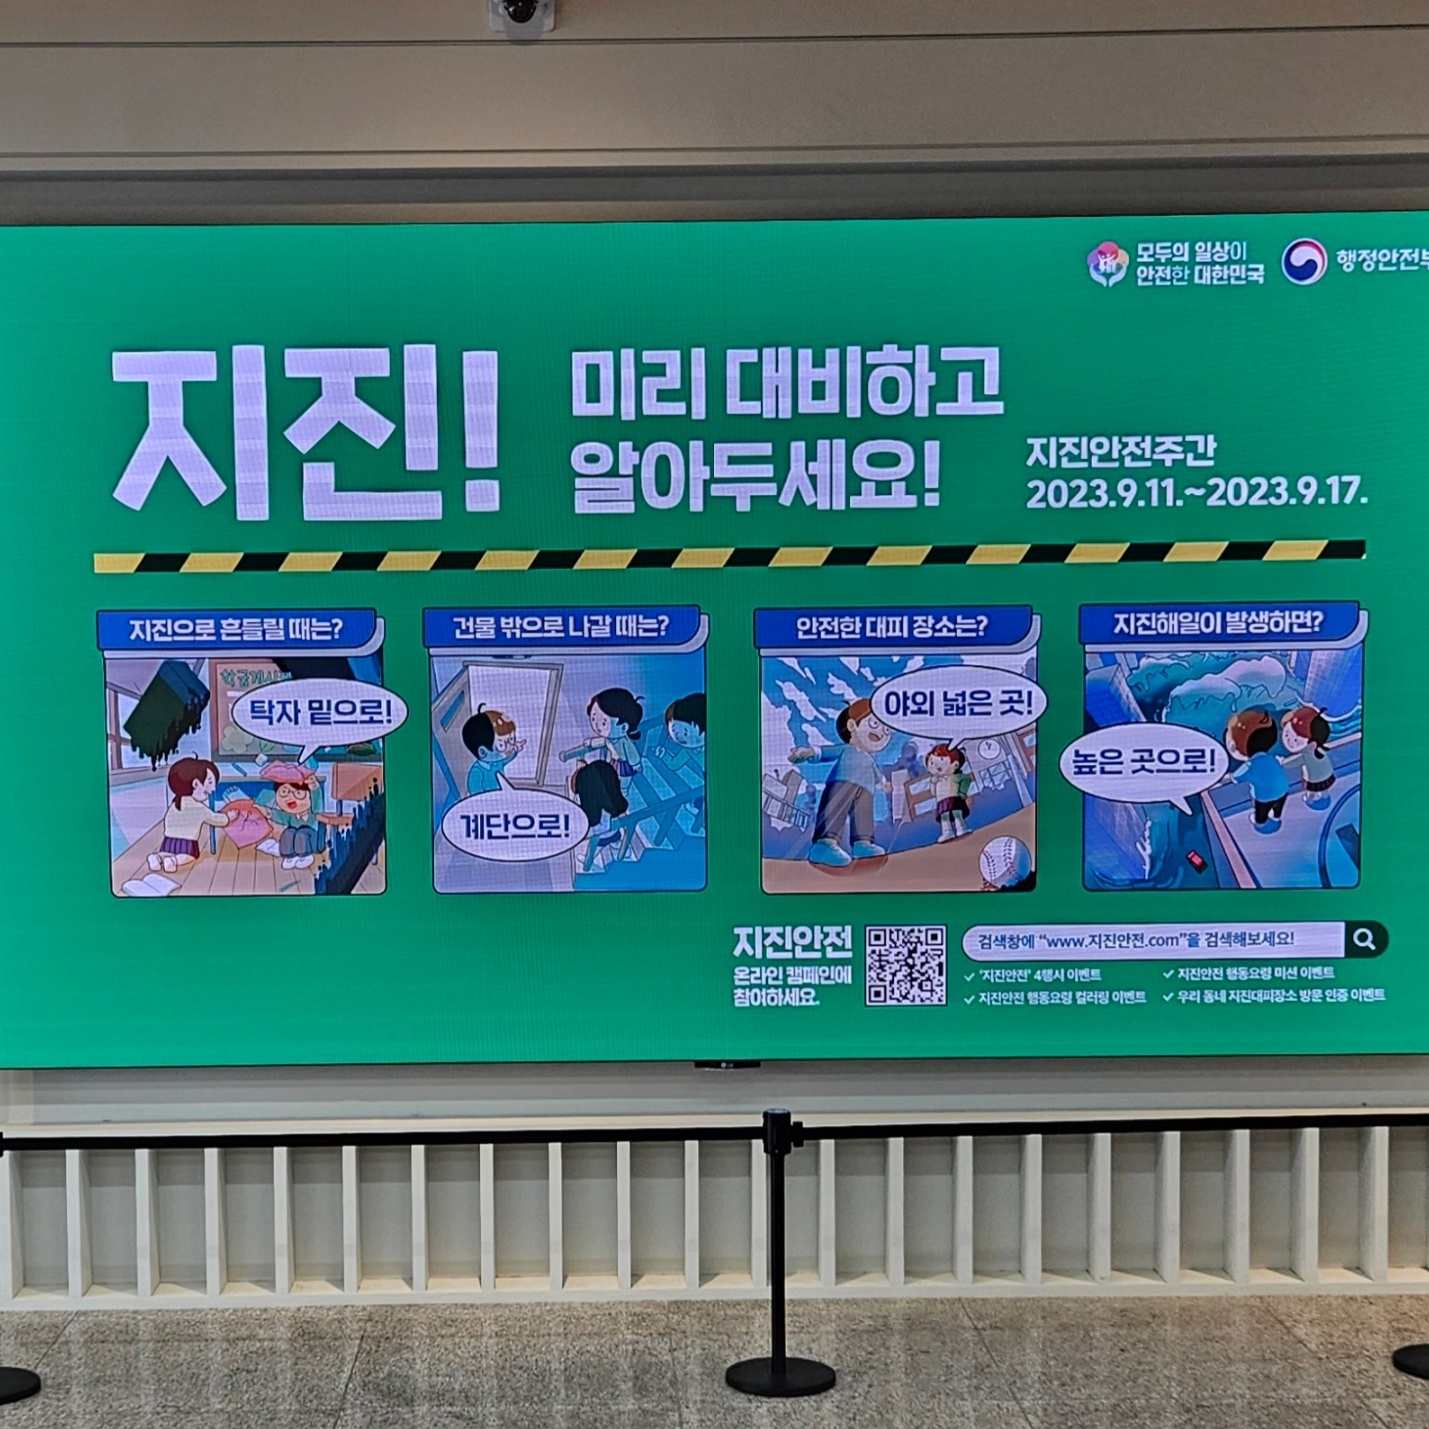 모두의 일상이
안전한 대한민국
행정안전부
지진!
미리 대비하고
알아두세요!
지진안전주간
2023.9.11.~2023.9.17.
지진으로 흔들릴 때는?
탁자 밑으로!
건물 밖으로 나갈 때는?
계단으로!
안전한 대피 장소는?
야외 넓은 곳!
지진해일이 발생하면?
높은 곳으로!
지진안전
온라인 캠페인에
참여하세요.
검색창에 “www.지진안전.com”을 검색해보세요!
✓ '지진안전' 4행시 이벤트
✓ 지진안전 행동요령 미션 이벤트
✓ 지진안전 행동요령 컬러링 이벤트
✓ 우리 동네 지진대피장소 방문 인증 이벤트
LG